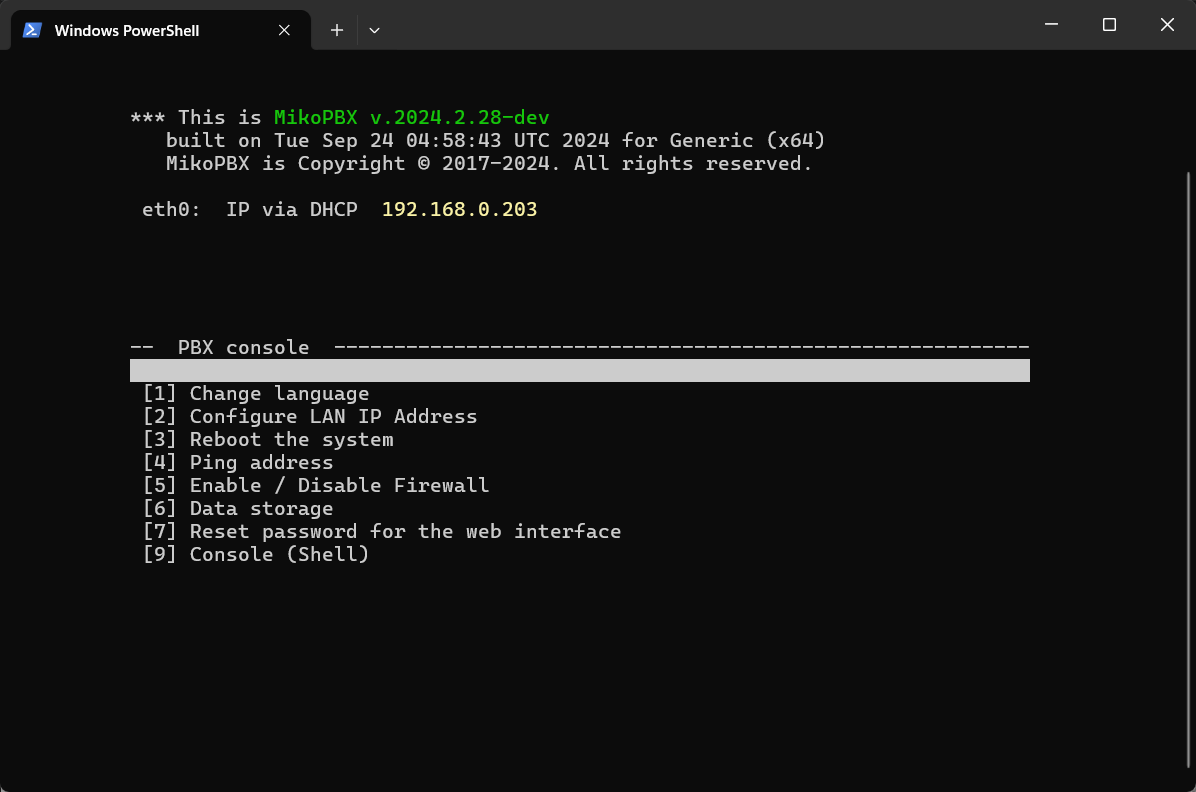 Windows PowerShell
*** This is MikoPBX v.2024.2.28-dev
built on Tue Sep 24 04:58:43 UTC 2024 for Generic (x64)
MikoPBX is Copyright © 2017-2024. All rights reserved.
eth0: IP via DHCP 192.168.0.203
-- PBX console ----------------------------------------------------------
[1] Change language
[2] Configure LAN IP Address
[3] Reboot the system
[4] Ping address
[5] Enable / Disable Firewall
[6] Data storage
[7] Reset password for the web interface
[9] Console (Shell)